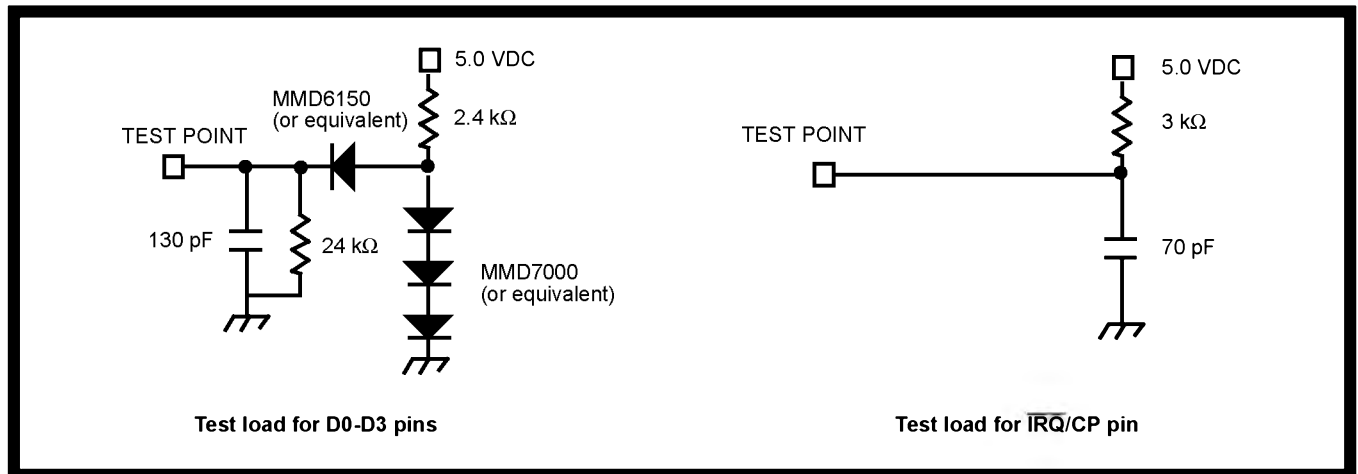 5.0 VDC
MMD6150
(or equivalent)
2.4 kΩ
TEST POINT
130 pF
24 kΩ
MMD7000
(or equivalent)
Test load for D0-D3 pins
5.0 VDC
3 kΩ
TEST POINT
70 pF
Test load for I̅R̅Q̅/CP pin